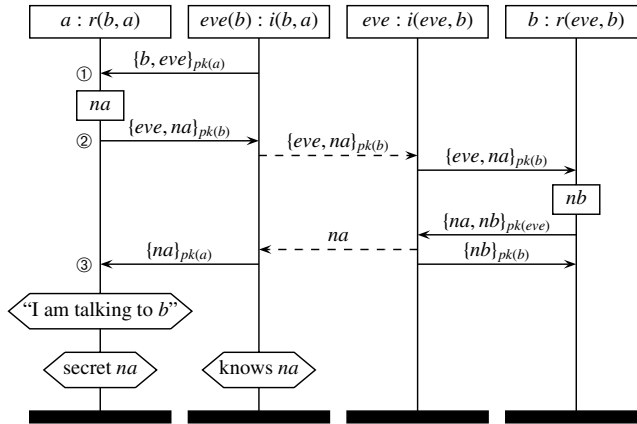 a : r(b, a) eve(b) : i(b, a) eve : i(eve, b) b : r(eve, b)
① {b, eve}pk(a)
na
② {eve, na}pk(b) {eve, na}pk(b) {eve, na}pk(b)
nb
{na, nb}pk(eve)
na
③ {na}pk(a) {nb}pk(b)
“I am talking to b”
secret na knows na